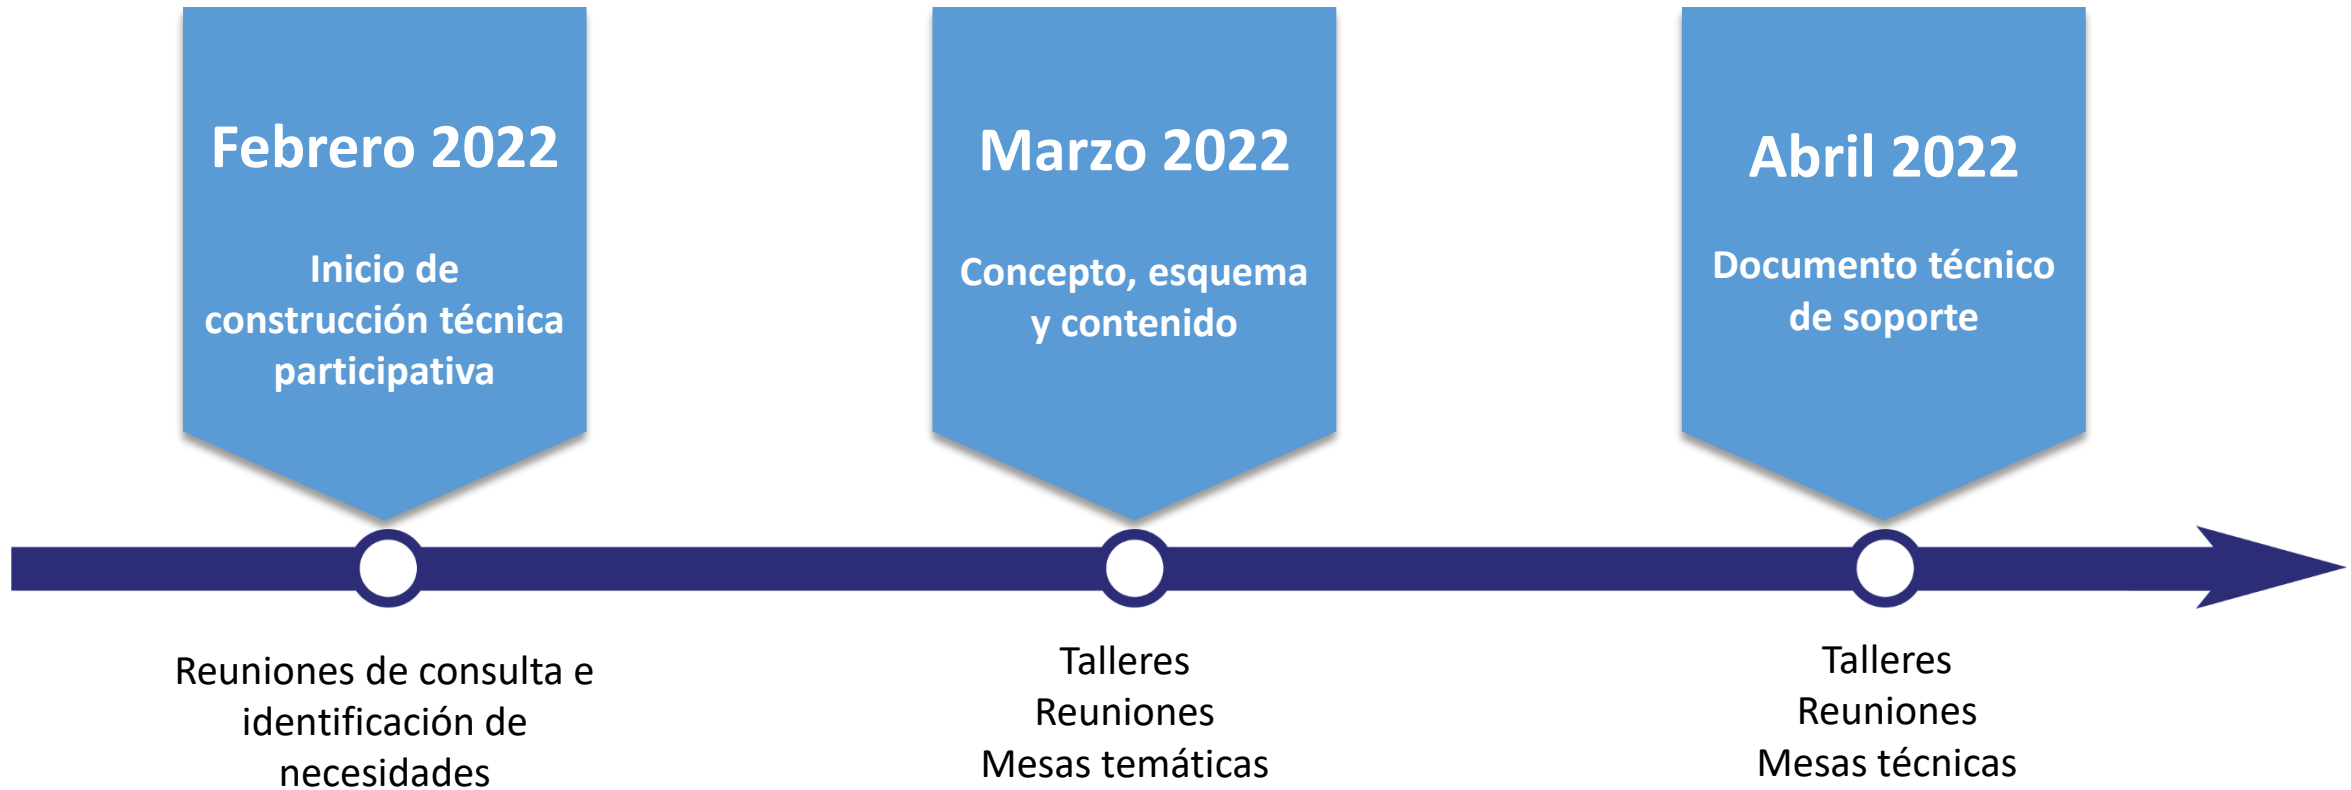 Febrero 2022
Inicio de
construcción técnica
participativa
Marzo 2022
Concepto, esquema
y contenido
Abril 2022
Documento técnico
de soporte
Reuniones de consulta e
identificación de
necesidades
Talleres
Reuniones
Mesas temáticas
Talleres
Reuniones
Mesas técnicas